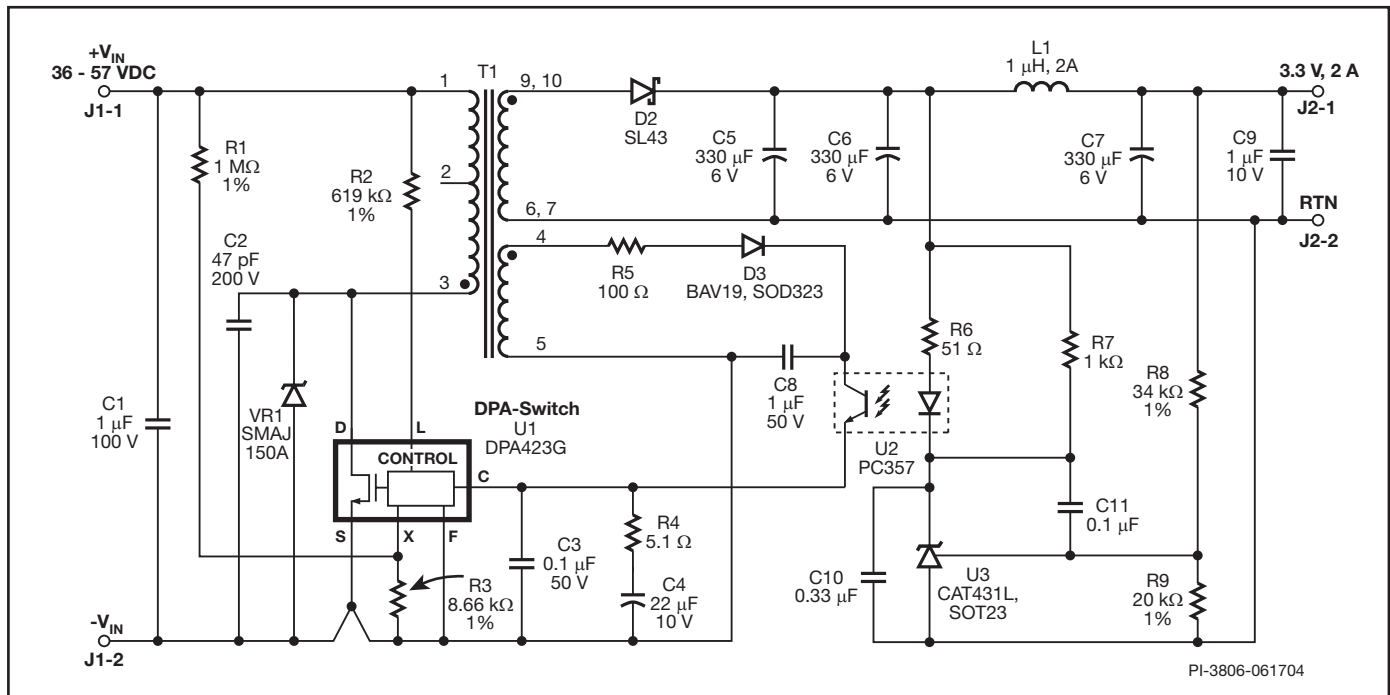 +VIN
36 - 57 VDC
J1-1
R1
1 MΩ
1%
R2
619 kΩ
1%
C2
47 pF
200 V
C1
1 μF
100 V
VR1
SMAJ
150A
-VIN
J1-2
T1
1
2
3
9, 10
6, 7
4
5
D2
SL43
C5
330 μF
6 V
C6
330 μF
6 V
L1
1 μH, 2A
C7
330 μF
6 V
C9
1 μF
10 V
3.3 V, 2 A
J2-1
RTN
J2-2
R5
100 Ω
D3
BAV19, SOD323
C8
1 μF
50 V
R6
51 Ω
R7
1 kΩ
R8
34 kΩ
1%
U2
PC357
DPA-Switch
U1
DPA423G
D
L
CONTROL
C
S
X
F
R3
8.66 kΩ
1%
C3
0.1 μF
50 V
R4
5.1 Ω
C4
22 μF
10 V
C10
0.33 μF
C11
0.1 μF
U3
CAT431L,
SOT23
R9
20 kΩ
1%
PI-3806-061704